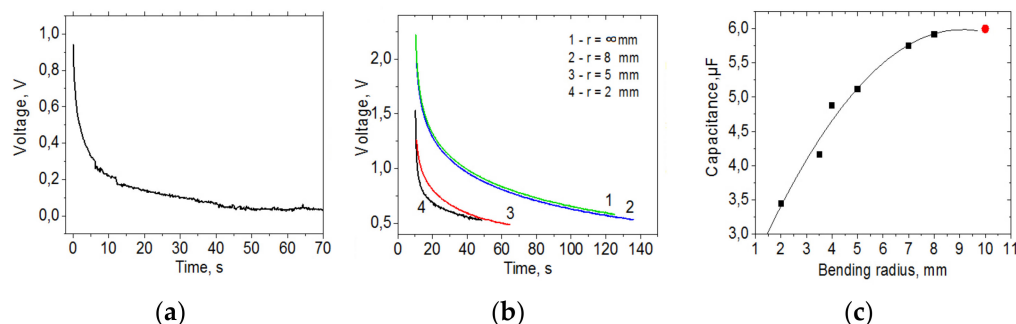 Voltage, V
1,0
0,8
0,6
0,4
0,2
0,0
0 10 20 30 40 50 60 70
Time, s
(a)
Voltage, V
2,0
1,5
1,0
0,5
1 - r = ∞ mm
2 - r = 8 mm
3 - r = 5 mm
4 - r = 2 mm
1
2
3
4
0 20 40 60 80 100 120 140
Time, s
(b)
Capacitance,µF
6,0
5,5
5,0
4,5
4,0
3,5
3,0
1 2 3 4 5 6 7 8 9 10 11
Bending radius, mm
(c)